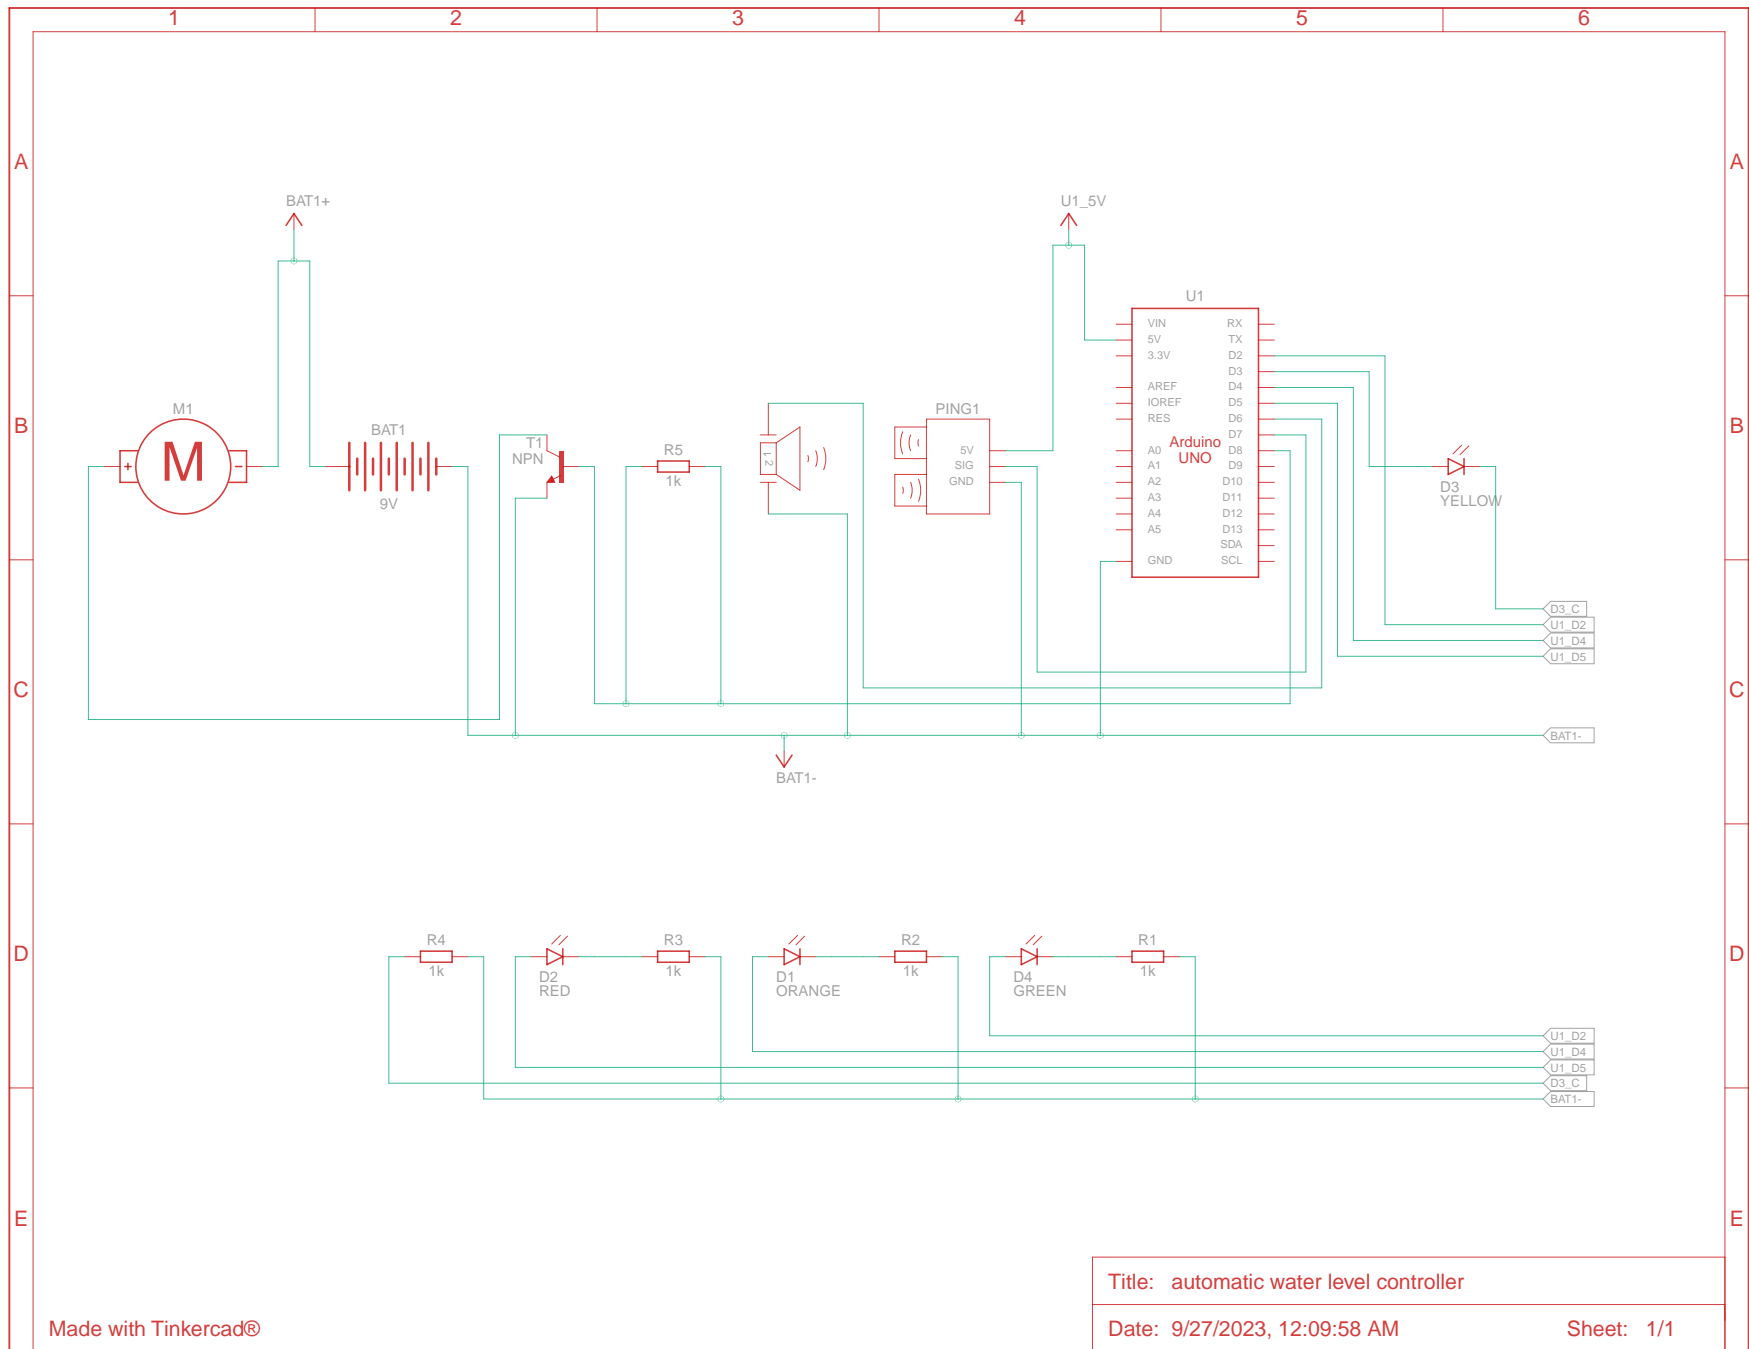 1 2 3 4 5 6
A A
BAT1+ U1_5V
U1
VIN RX
5V TX
3.3V D2
D3
AREF D4
IOREF D5
RES D6
D7
A0 D8
A1 D9
A2 D10
A3 D11
A4 D12
A5 D13
SDA
GND SCL
Arduino
UNO
B B
M1
M
+ -
BAT1
9V
T1
NPN
R5
1k
1 2
PING1
5V
SIG
GND
D3
YELLOW
D3_C
U1_D2
U1_D4
U1_D5
C C
BAT1-
BAT1-
D D
R4
1k
D2
RED
R3
1k
D1
ORANGE
R2
1k
D4
GREEN
R1
1k
U1_D2
U1_D4
U1_D5
D3_C
BAT1-
E E
Title: automatic water level controller
Made with Tinkercad®
Date: 9/27/2023, 12:09:58 AM Sheet: 1/1